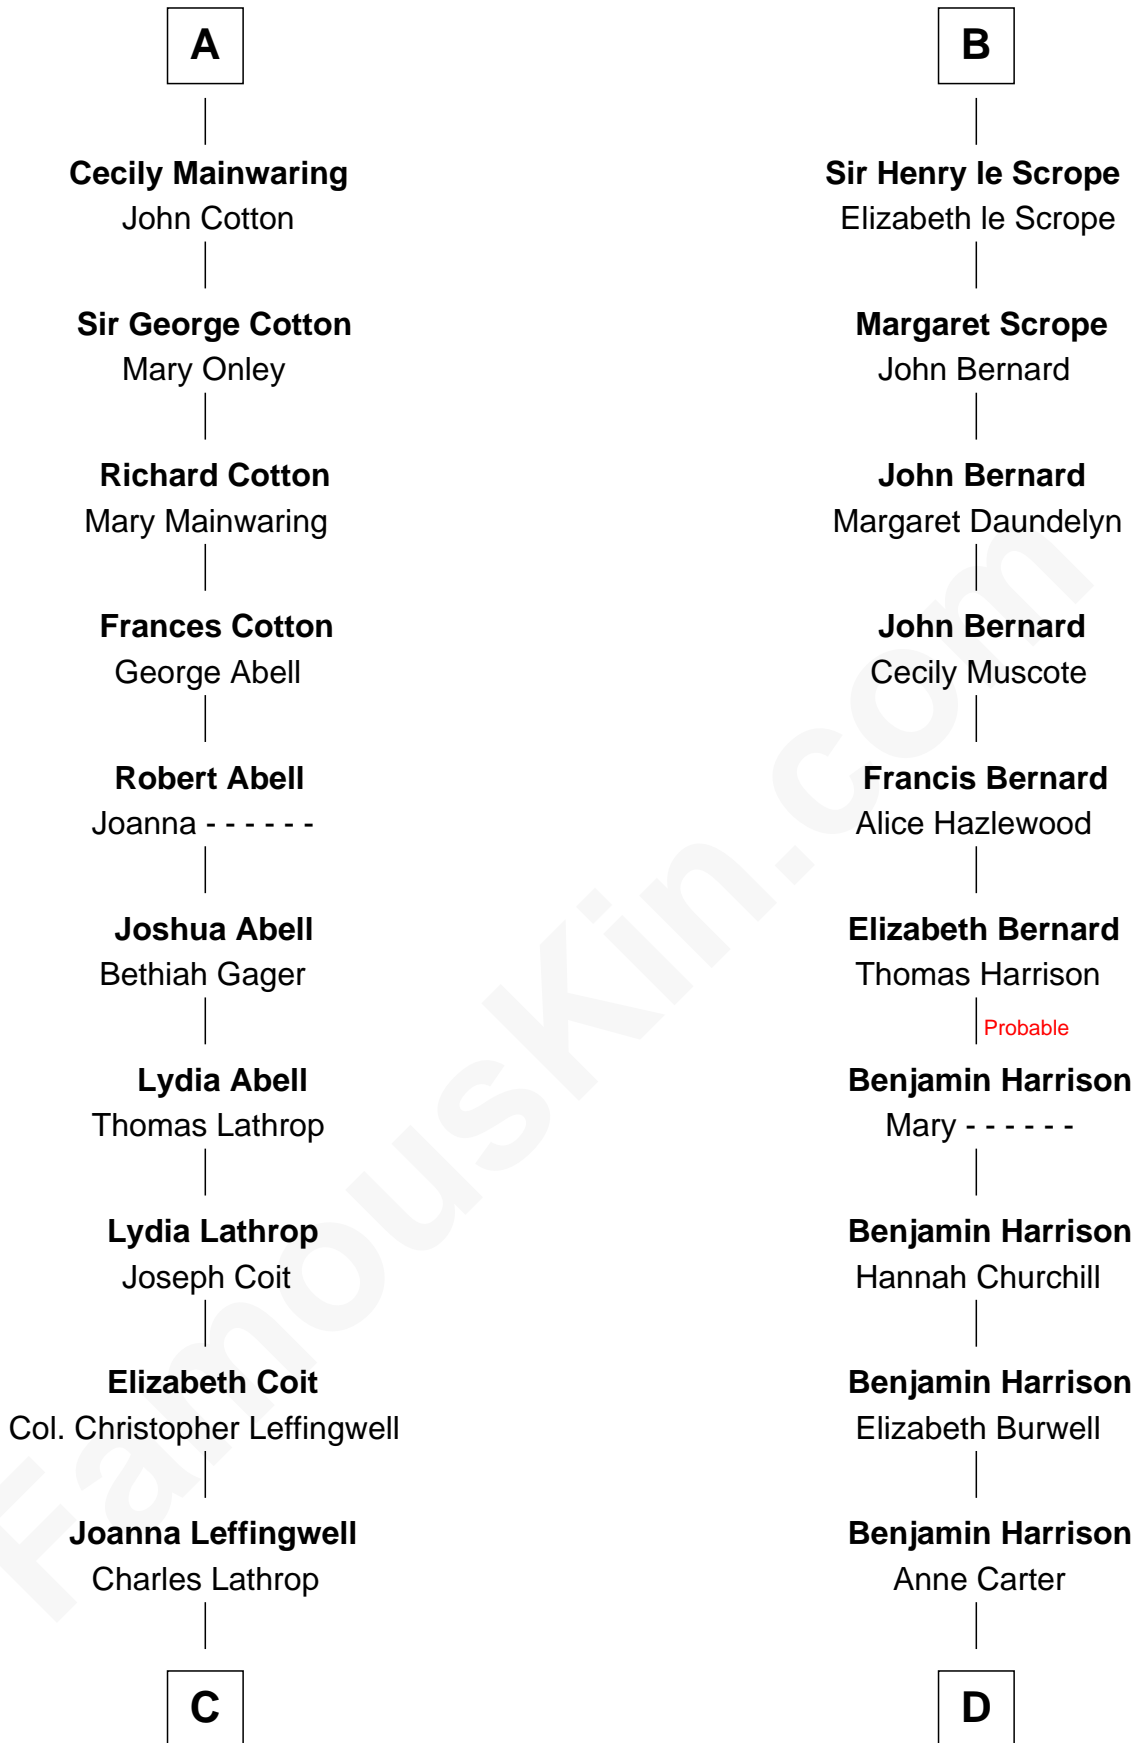 A
Cecily Mainwaring
John Cotton
Sir George Cotton
Mary Onley
Richard Cotton
Mary Mainwaring
Frances Cotton
George Abell
Robert Abell
Joanna - - - - - -
Joshua Abell
Bethiah Gager
Lydia Abell
Thomas Lathrop
Lydia Lathrop
Joseph Coit
Elizabeth Coit
Col. Christopher Leffingwell
Joanna Leffingwell
Charles Lathrop
C
B
Sir Henry le Scrope
Elizabeth le Scrope
Margaret Scrope
John Bernard
John Bernard
Margaret Daundelyn
John Bernard
Cecily Muscote
Francis Bernard
Alice Hazlewood
Elizabeth Bernard
Thomas Harrison
Probable
Benjamin Harrison
Mary - - - - - -
Benjamin Harrison
Hannah Churchill
Benjamin Harrison
Elizabeth Burwell
Benjamin Harrison
Anne Carter
D
FamousKin.com